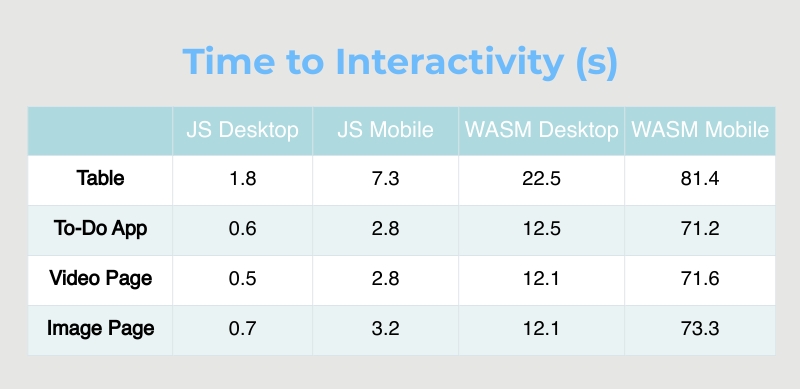 Time to Interactivity (s)
JS Desktop JS Mobile WASM Desktop WASM Mobile
Table 1.8 7.3 22.5 81.4
To-Do App 0.6 2.8 12.5 71.2
Video Page 0.5 2.8 12.1 71.6
Image Page 0.7 3.2 12.1 73.3